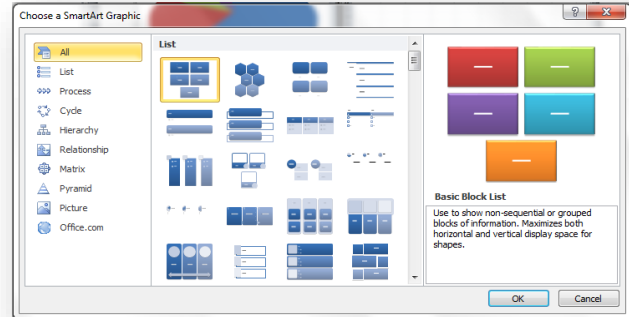 Choose a SmartArt Graphic
All
List
Process
Cycle
Hierarchy
Relationship
Matrix
Pyramid
Picture
Office.com
List
Basic Block List
Use to show non-sequential or grouped
blocks of information. Maximizes both
horizontal and vertical display space for
shapes.
OK
Cancel